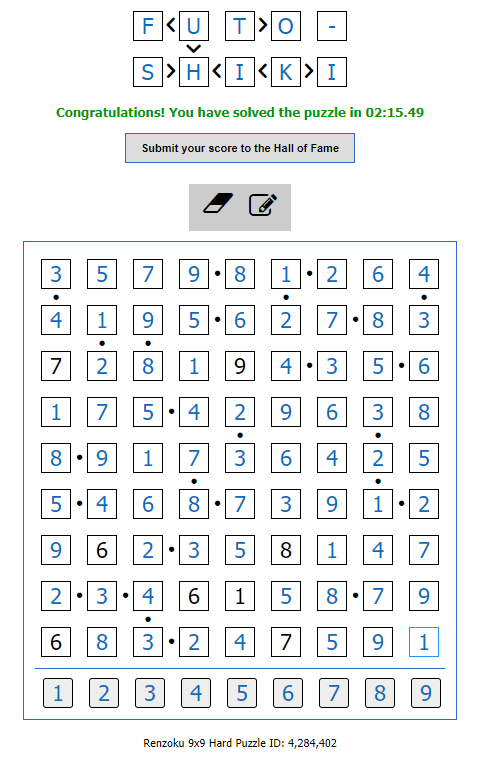 F < U T > O -
S > H < I < K > I
Congratulations! You have solved the puzzle in 02:15.49
Submit your score to the Hall of Fame
3 5 7 9 • 8 1 • 2 6 4
4 1 9 5 • 6 2 7 • 8 3
7 2 8 1 9 4 • 3 5 • 6
1 7 5 • 4 2 9 6 3 8
8 • 9 1 7 3 6 4 2 5
5 • 4 6 8 • 7 3 9 1 • 2
9 6 2 • 3 5 8 1 4 7
2 • 3 • 4 6 1 5 8 • 7 9
6 8 3 • 2 4 7 5 9 1
1 2 3 4 5 6 7 8 9
Renzoku 9x9 Hard Puzzle ID: 4,284,402